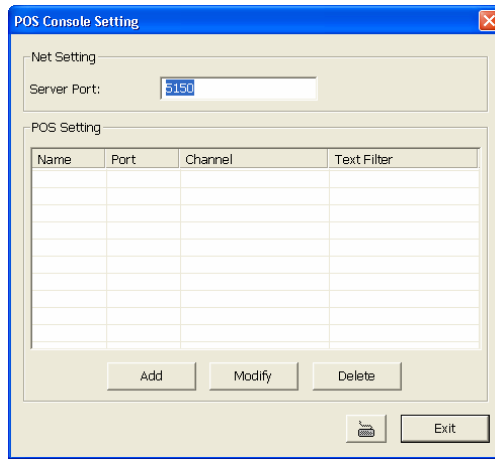 POS Console Setting
Net Setting
Server Port: 5150
POS Setting
Name Port Channel Text Filter
Add Modify Delete
Exit